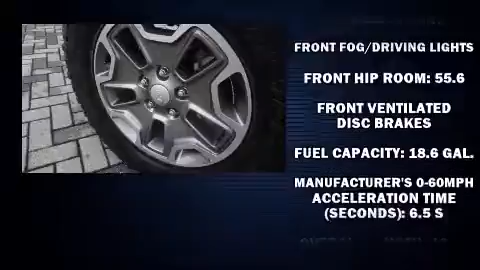 FRONT FOG/DRIVING LIGHTS
FRONT HIP ROOM: 55.6
FRONT VENTILATED
DISC BRAKES
FUEL CAPACITY: 18.6 GAL.
MANUFACTURER'S 0-60MPH
ACCELERATION TIME
(SECONDS): 6.5 S